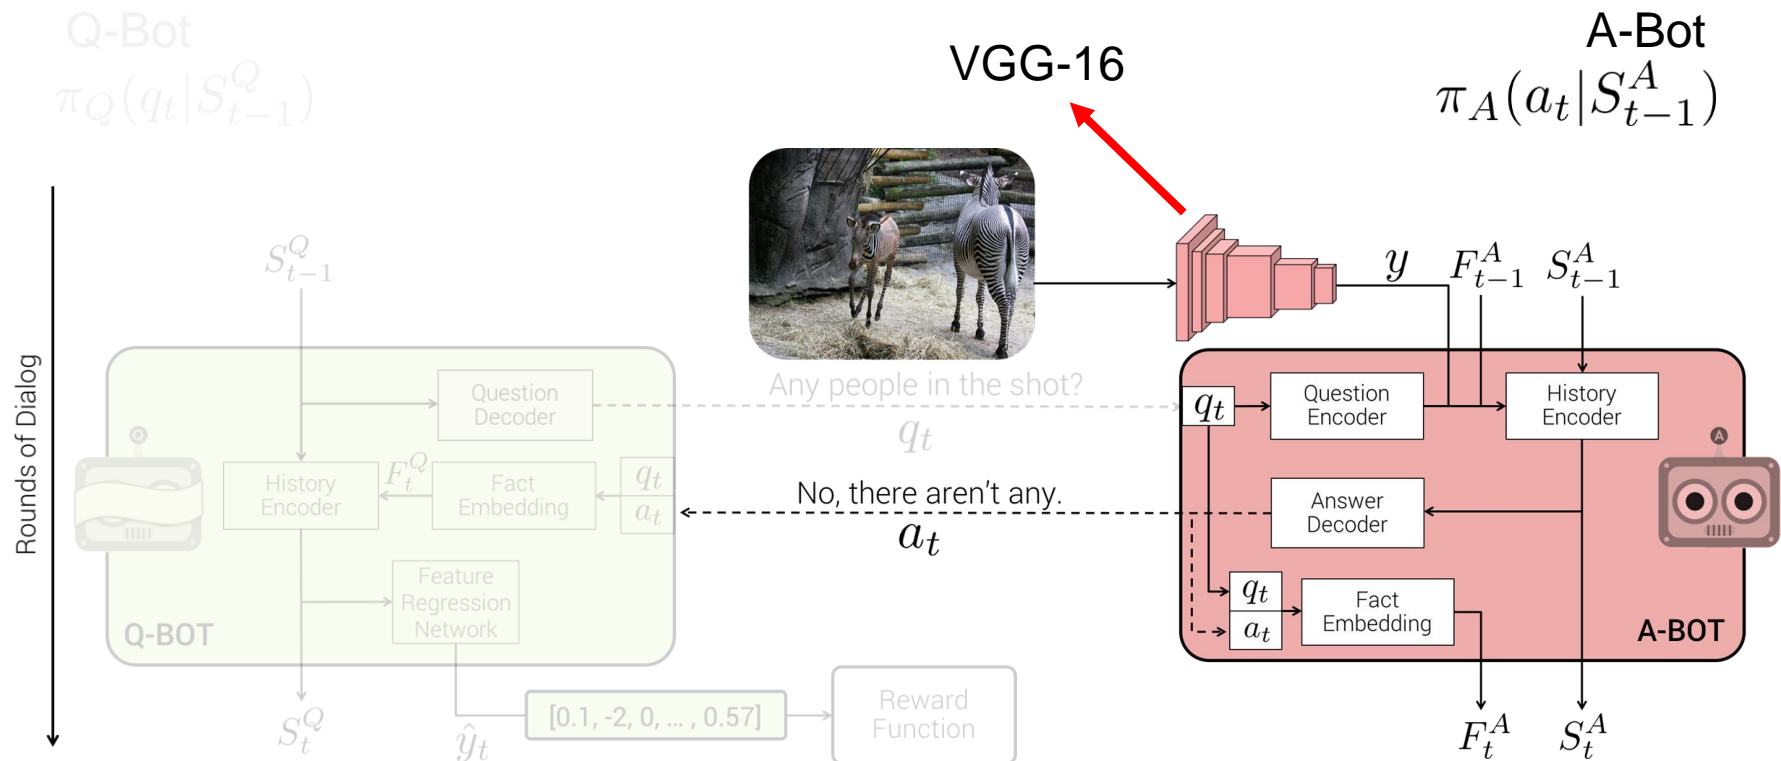 Q-Bot
π_Q(q_t|S^Q_{t-1})
VGG-16
A-Bot
π_A(a_t|S^A_{t-1})
Rounds of Dialog
S^Q_{t-1}
y
F^A_{t-1}
S^A_{t-1}
Question
Decoder
Any people in the shot?
q_t
q_t
Question
Encoder
History
Encoder
A
History
Encoder
F^Q_t
Fact
Embedding
q_t
a_t
No, there aren't any.
a_t
Answer
Decoder
Feature
Regression
Network
Q-BOT
q_t
a_t
Fact
Embedding
A-BOT
S^Q_t
ŷ_t
[0.1, -2, 0, ... , 0.57]
Reward
Function
F^A_t
S^A_t